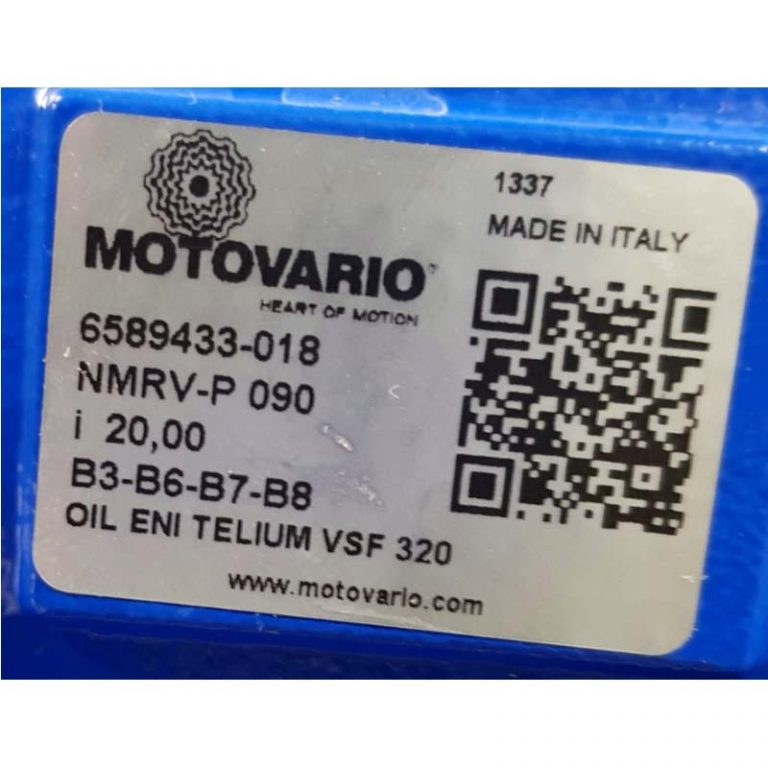 1337
MADE IN ITALY
MOTOVARIO
HEART OF MOTION
6589433-018
NMRV-P 090
i 20,00
B3-B6-B7-B8
OIL ENI TELIUM VSF 320
www.motovario.com